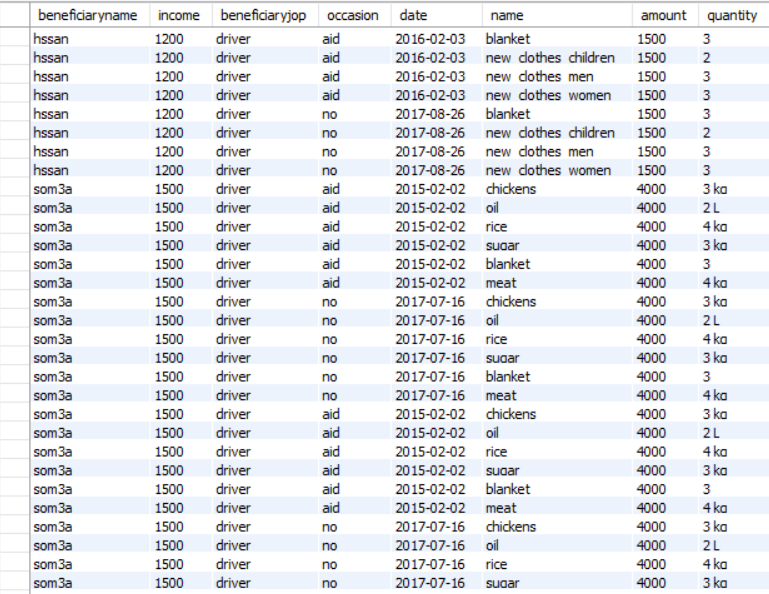 beneficiaryname income beneficiaryjop occasion date name amount quantity
hssan 1200 driver aid 2016-02-03 blanket 1500 3
hssan 1200 driver aid 2016-02-03 new clothes children 1500 2
hssan 1200 driver aid 2016-02-03 new clothes men 1500 3
hssan 1200 driver aid 2016-02-03 new clothes women 1500 3
hssan 1200 driver no 2017-08-26 blanket 1500 3
hssan 1200 driver no 2017-08-26 new clothes children 1500 2
hssan 1200 driver no 2017-08-26 new clothes men 1500 3
hssan 1200 driver no 2017-08-26 new clothes women 1500 3
som3a 1500 driver aid 2015-02-02 chickens 4000 3 kg
som3a 1500 driver aid 2015-02-02 oil 4000 2 L
som3a 1500 driver aid 2015-02-02 rice 4000 4 kg
som3a 1500 driver aid 2015-02-02 sugar 4000 3 kg
som3a 1500 driver aid 2015-02-02 blanket 4000 3
som3a 1500 driver aid 2015-02-02 meat 4000 4 kg
som3a 1500 driver no 2017-07-16 chickens 4000 3 kg
som3a 1500 driver no 2017-07-16 oil 4000 2 L
som3a 1500 driver no 2017-07-16 rice 4000 4 kg
som3a 1500 driver no 2017-07-16 sugar 4000 3 kg
som3a 1500 driver no 2017-07-16 blanket 4000 3
som3a 1500 driver no 2017-07-16 meat 4000 4 kg
som3a 1500 driver aid 2015-02-02 chickens 4000 3 kg
som3a 1500 driver aid 2015-02-02 oil 4000 2 L
som3a 1500 driver aid 2015-02-02 rice 4000 4 kg
som3a 1500 driver aid 2015-02-02 sugar 4000 3 kg
som3a 1500 driver aid 2015-02-02 blanket 4000 3
som3a 1500 driver aid 2015-02-02 meat 4000 4 kg
som3a 1500 driver no 2017-07-16 chickens 4000 3 kg
som3a 1500 driver no 2017-07-16 oil 4000 2 L
som3a 1500 driver no 2017-07-16 rice 4000 4 kg
som3a 1500 driver no 2017-07-16 sugar 4000 3 kg